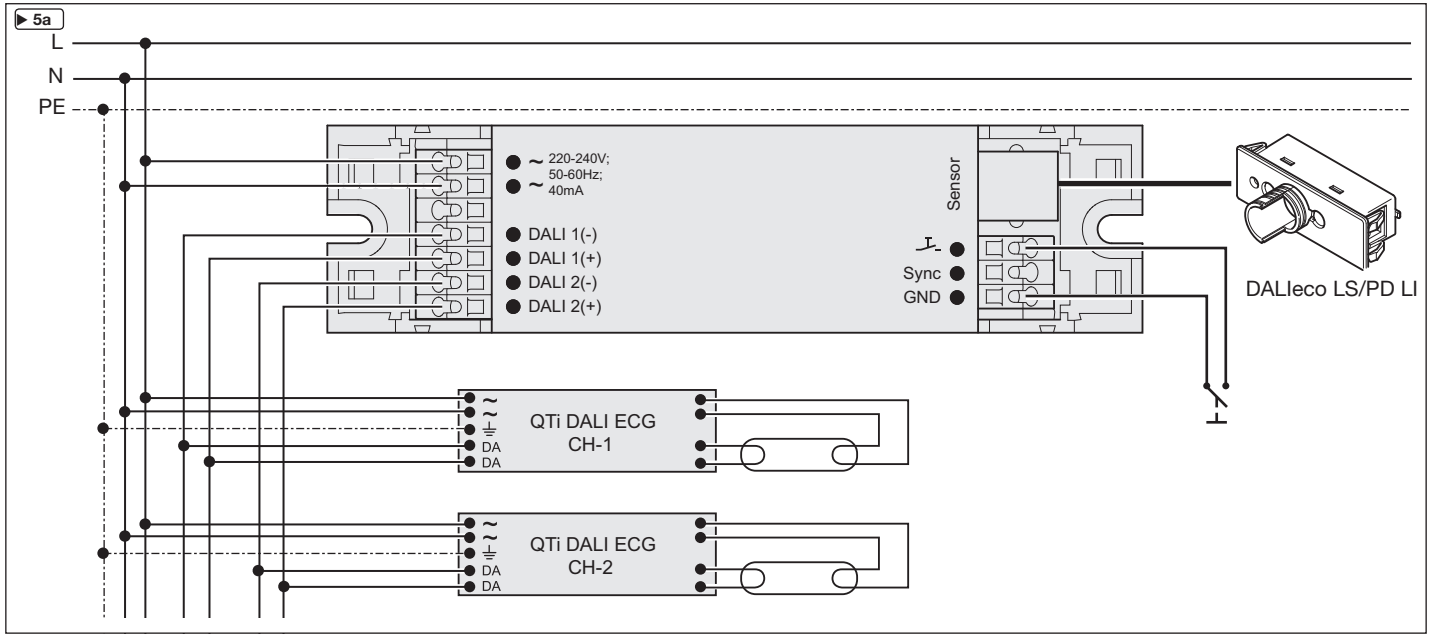 ▶ 5a
L
N
PE
~ 220-240V;
~ 50-60Hz;
40mA
DALI 1(-)
DALI 1(+)
DALI 2(-)
DALI 2(+)
Sensor
Sync
GND
DALIeco LS/PD LI
~
~
DA
DA
QTi DALI ECG
CH-1
~
~
DA
DA
QTi DALI ECG
CH-2